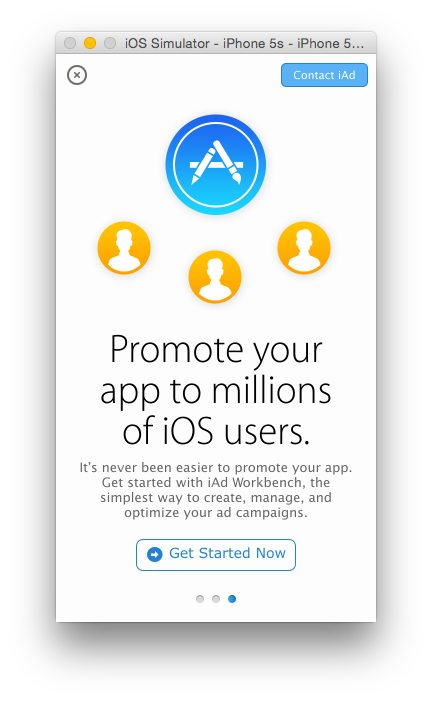 iOS Simulator - iPhone 5s - iPhone 5...
Contact iAd
Promote your
app to millions
of iOS users.
It's never been easier to promote your app.
Get started with iAd Workbench, the
simplest way to create, manage, and
optimize your ad campaigns.
Get Started Now